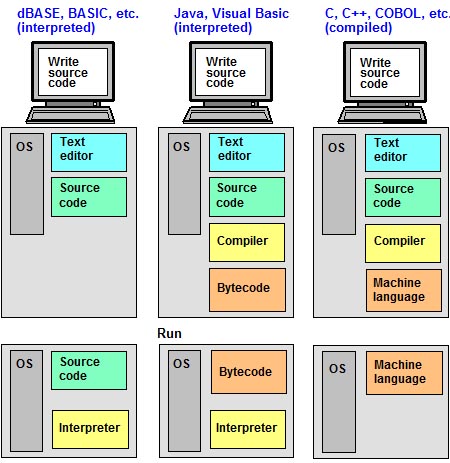 dBASE, BASIC, etc.
(interpreted)
Java, Visual Basic
(interpreted)
C, C++, COBOL, etc.
(compiled)
Write
source
code
Write
source
code
Write
source
code
OS
Text
editor
Source
code
OS
Text
editor
Source
code
Compiler
Bytecode
OS
Text
editor
Source
code
Compiler
Machine
language
Run
OS
Source
code
Interpreter
OS
Bytecode
Interpreter
OS
Machine
language